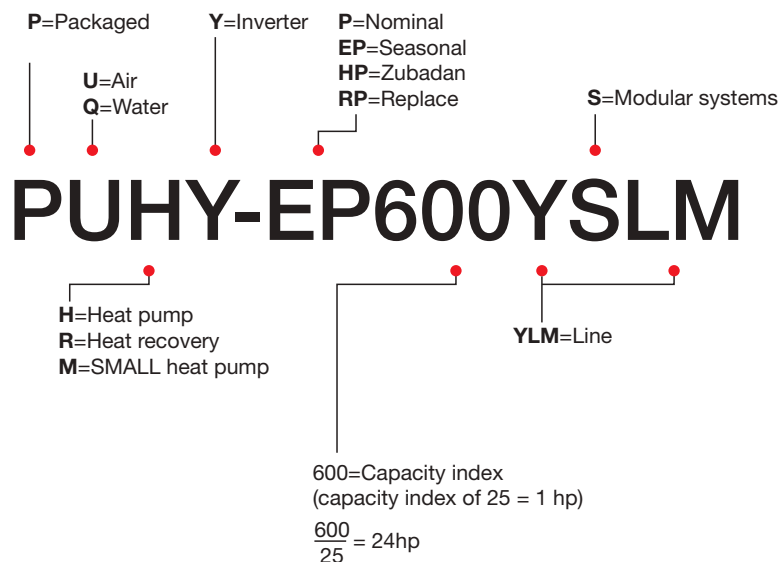 P=Packaged
U=Air
Q=Water
Y=Inverter
P=Nominal
EP=Seasonal
HP=Zubadan
RP=Replace
S=Modular systems
PUHY-EP600YSLM
H=Heat pump
R=Heat recovery
M=SMALL heat pump
YLM=Line
600=Capacity index
(capacity index of 25 = 1 hp)
600
25
= 24hp